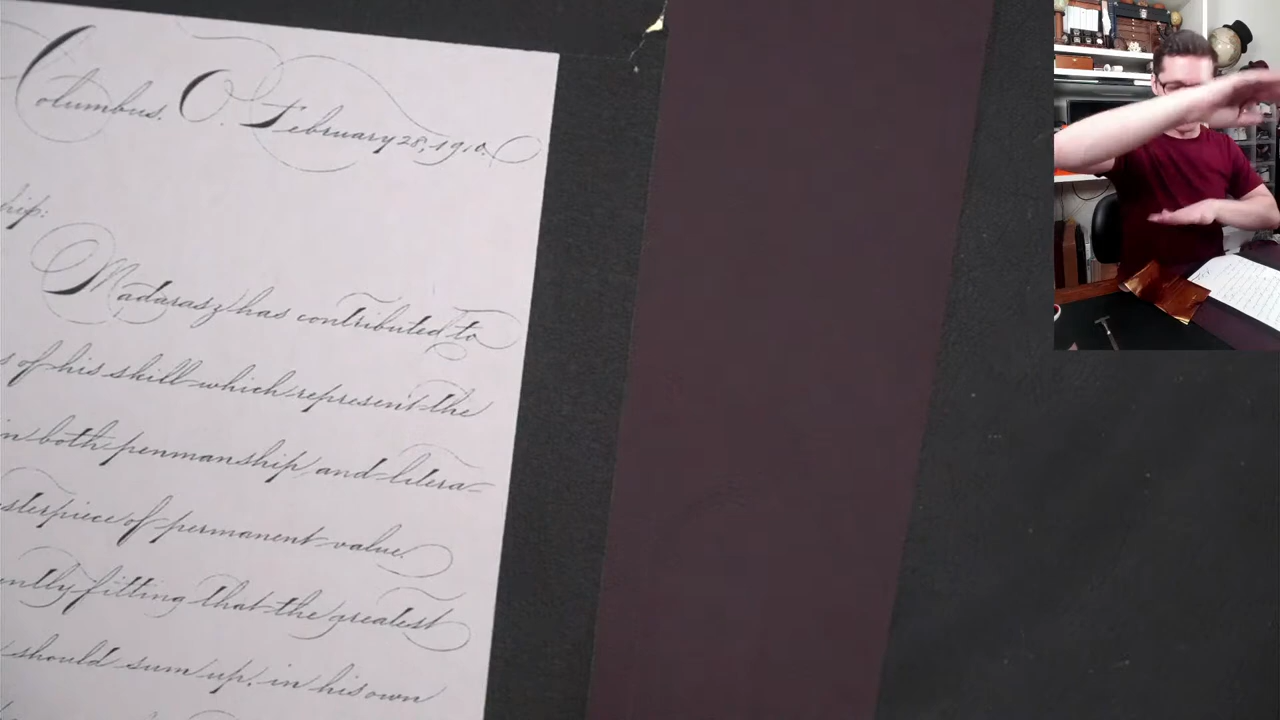 Columbus, O. February 28, 1910.
ship:
Madarasz has contributed to
s of his skill which represent the
in both penmanship and litera-
sterpiece of permanent value.
ntly fitting that the greatest
should sum up, in his own